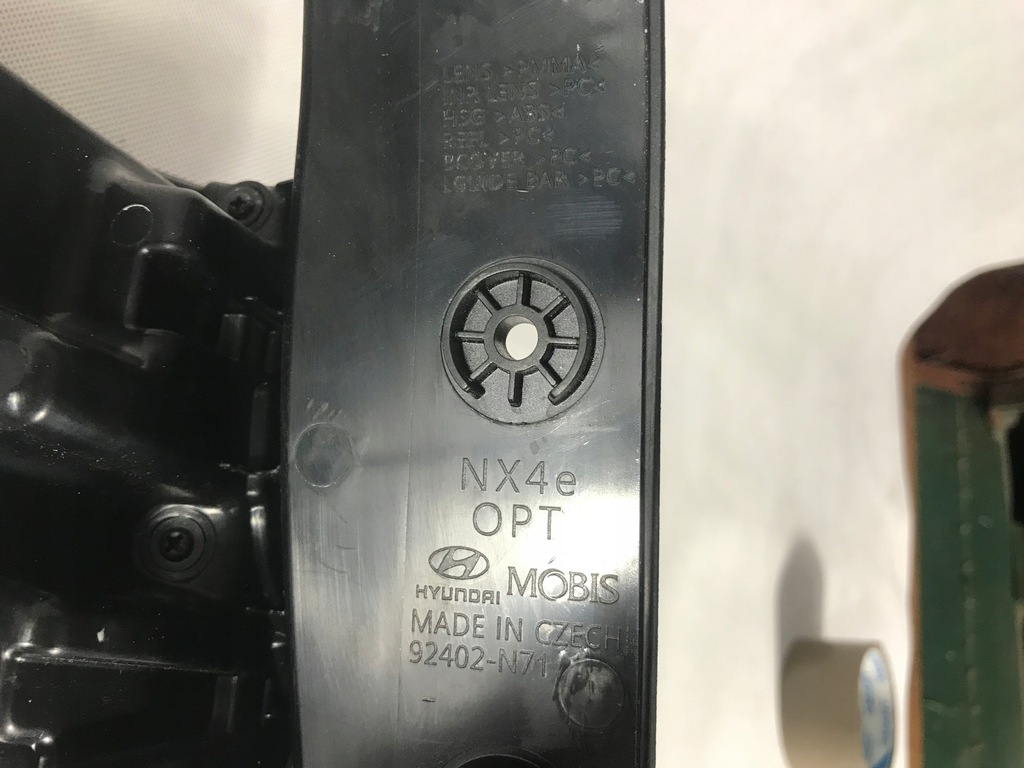 LENS >PMMA<
INR LENS >PC<
HSG >ABS<
REFL >PC<
BCOVER >PC<
LGUIDE BAR >PC<
NX4e
OPT
HYUNDAI MOBIS
MADE IN CZECH
92402-N71